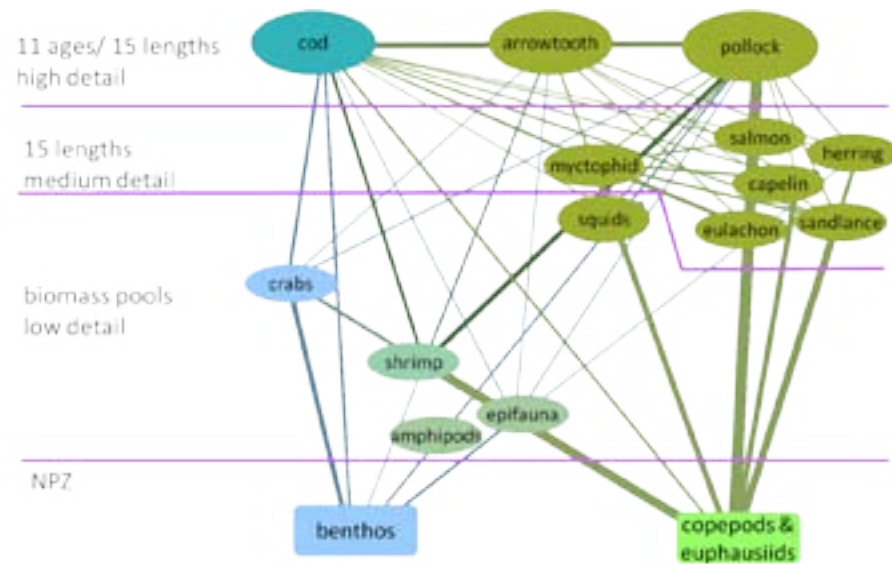 11 ages/ 15 lengths
high detail
cod
arrowtooth
pollock
15 lengths
medium detail
salmon
herring
myctophid
capelin
squids
eulachon
sandlance
biomass pools
low detail
crabs
shrimp
epifauna
amphipods
NPZ
benthos
copepods &
euphausiids